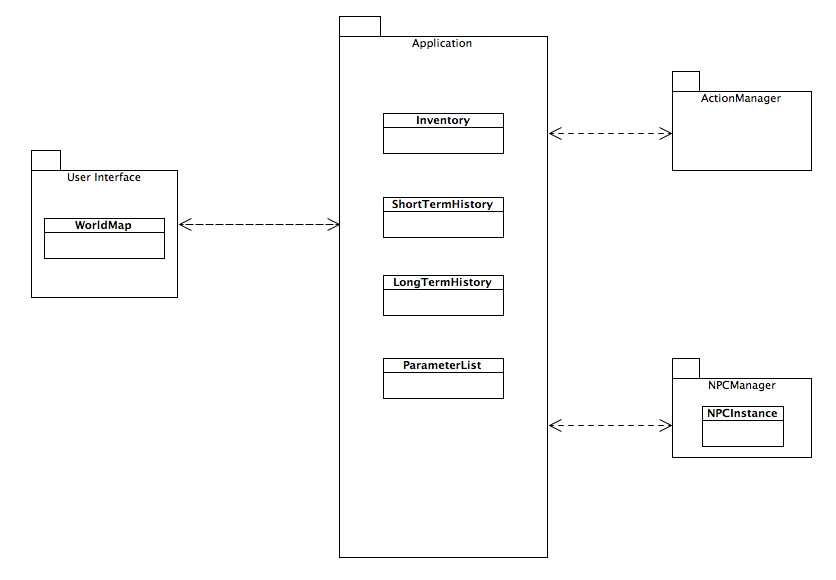 Application
ActionManager
Inventory
User Interface
ShortTermHistory
WorldMap
LongTermHistory
ParameterList
NPCManager
NPCInstance